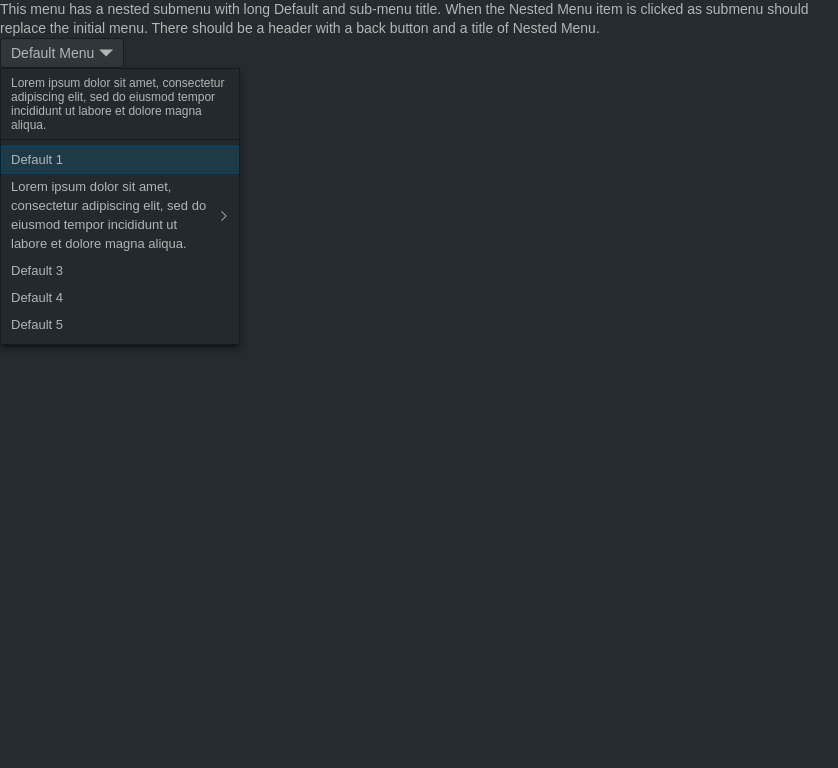 This menu has a nested submenu with long Default and sub-menu title. When the Nested Menu item is clicked as submenu should
replace the initial menu. There should be a header with a back button and a title of Nested Menu.
Default Menu
Lorem ipsum dolor sit amet, consectetur
adipiscing elit, sed do eiusmod tempor
incididunt ut labore et dolore magna
aliqua.
Default 1
Lorem ipsum dolor sit amet,
consectetur adipiscing elit, sed do
eiusmod tempor incididunt ut
labore et dolore magna aliqua.
Default 3
Default 4
Default 5